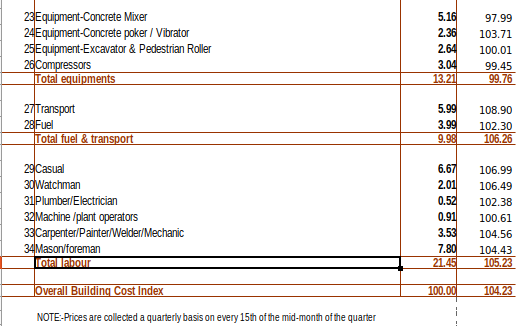 23 Equipment-Concrete Mixer 5.16 97.99
24 Equipment-Concrete poker / Vibrator 2.36 103.71
25 Equipment-Excavator & Pedestrian Roller 2.64 100.01
26 Compressors 3.04 99.45
Total equipments 13.21 99.76
27 Transport 5.99 108.90
28 Fuel 3.99 102.30
Total fuel & transport 9.98 106.26
29 Casual 6.67 106.99
30 Watchman 2.01 106.49
31 Plumber/Electrician 0.52 102.38
32 Machine /plant operators 0.91 100.61
33 Carpenter/Painter/Welder/Mechanic 3.53 104.56
34 Mason/foreman 7.80 104.43
Total labour 21.45 105.23
Overall Building Cost Index 100.00 104.23
NOTE:-Prices are collected a quarterly basis on every 15th of the mid-month of the quarter